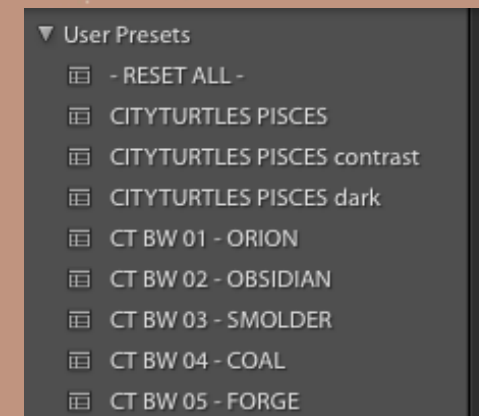 User Presets
- RESET ALL -
CITYTURTLES PISCES
CITYTURTLES PISCES contrast
CITYTURTLES PISCES dark
CT BW 01 - ORION
CT BW 02 - OBSIDIAN
CT BW 03 - SMOLDER
CT BW 04 - COAL
CT BW 05 - FORGE